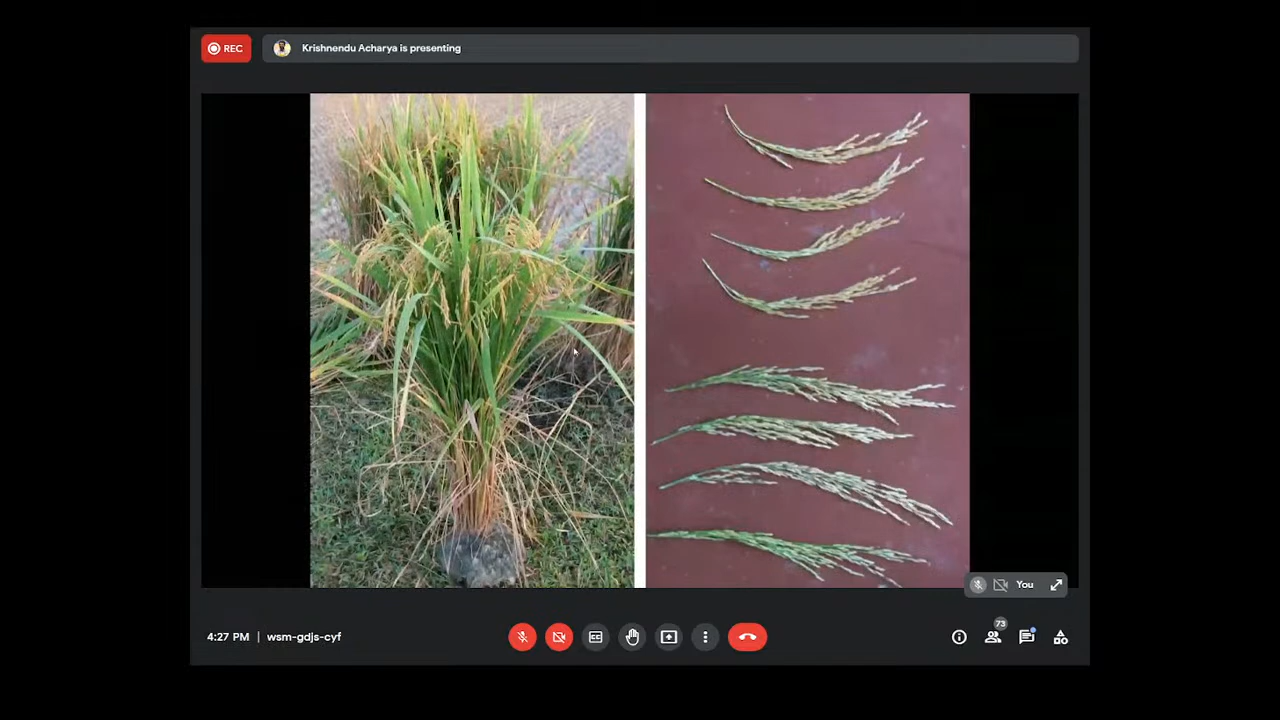 REC
Krishnendu Acharya is presenting
You
73
4:27 PM | wsm-gdjs-cyf